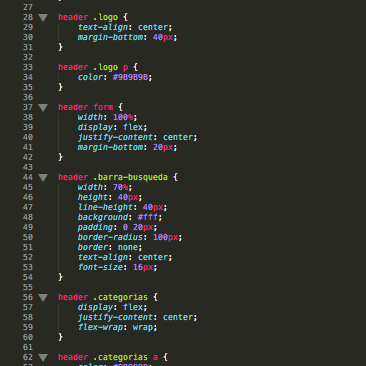 27
28 header .logo {
29 text-align: center;
30 margin-bottom: 40px;
31 }
32
33 header .logo p {
34 color: #9B9B9B;
35 }
36
37 header form {
38 width: 100%;
39 display: flex;
40 justify-content: center;
41 margin-bottom: 20px;
42 }
43
44 header .barra-busqueda {
45 width: 70%;
46 height: 40px;
47 line-height: 40px;
48 background: #fff;
49 padding: 0 20px;
50 border-radius: 100px;
51 border: none;
52 text-align: center;
53 font-size: 16px;
54 }
55
56 header .categorias {
57 display: flex;
58 justify-content: center;
59 flex-wrap: wrap;
60 }
61
62 header .categorias a {